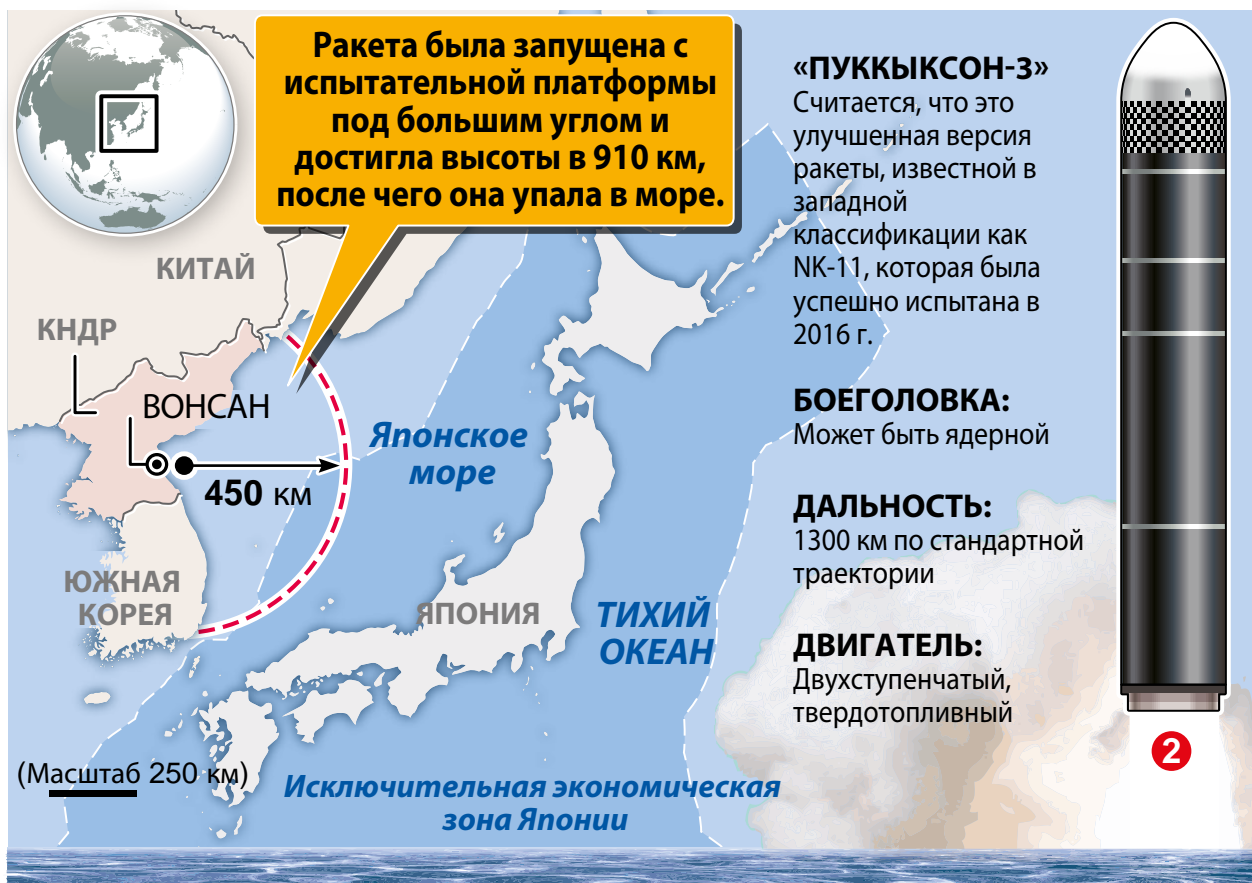 Ракета была запущена с
испытательной платформы
под большим углом и
достигла высоты в 910 км,
после чего она упала в море.
КИТАЙ
КНДР
ВОНСАН
450 км
Японское
море
ЮЖНАЯ
КОРЕЯ
ЯПОНИЯ
ТИХИЙ
ОКЕАН
(Масштаб 250 км)
Исключительная экономическая
зона Японии
«ПУККЫКСОН-3»
Считается, что это
улучшенная версия
ракеты, известной в
западной
классификации как
NK-11, которая была
успешно испытана в
2016 г.
БОЕГОЛОВКА:
Может быть ядерной
ДАЛЬНОСТЬ:
1300 км по стандартной
траектории
ДВИГАТЕЛЬ:
Двухступенчатый,
твердотопливный
2